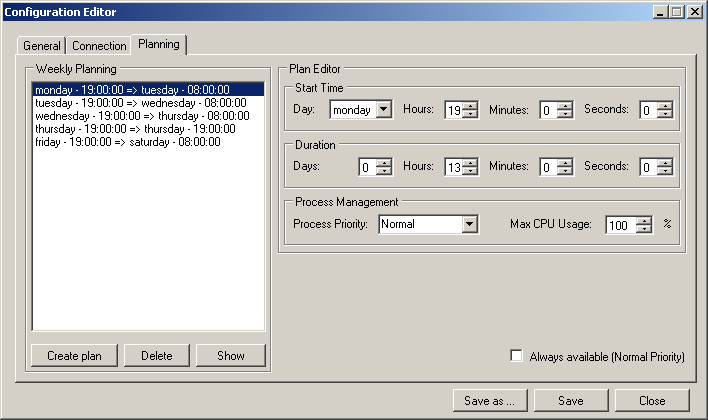 Configuration Editor
General Connection Planning
Weekly Planning
monday - 19:00:00 => tuesday - 08:00:00
tuesday - 19:00:00 => wednesday - 08:00:00
wednesday - 19:00:00 => thursday - 08:00:00
thursday - 19:00:00 => thursday - 19:00:00
friday - 19:00:00 => saturday - 08:00:00
Create plan Delete Show
Plan Editor
Start Time
Day: monday Hours: 19 Minutes: 0 Seconds: 0
Duration
Days: 0 Hours: 13 Minutes: 0 Seconds: 0
Process Management
Process Priority: Normal Max CPU Usage: 100 %
Always available (Normal Priority)
Save as ... Save Close